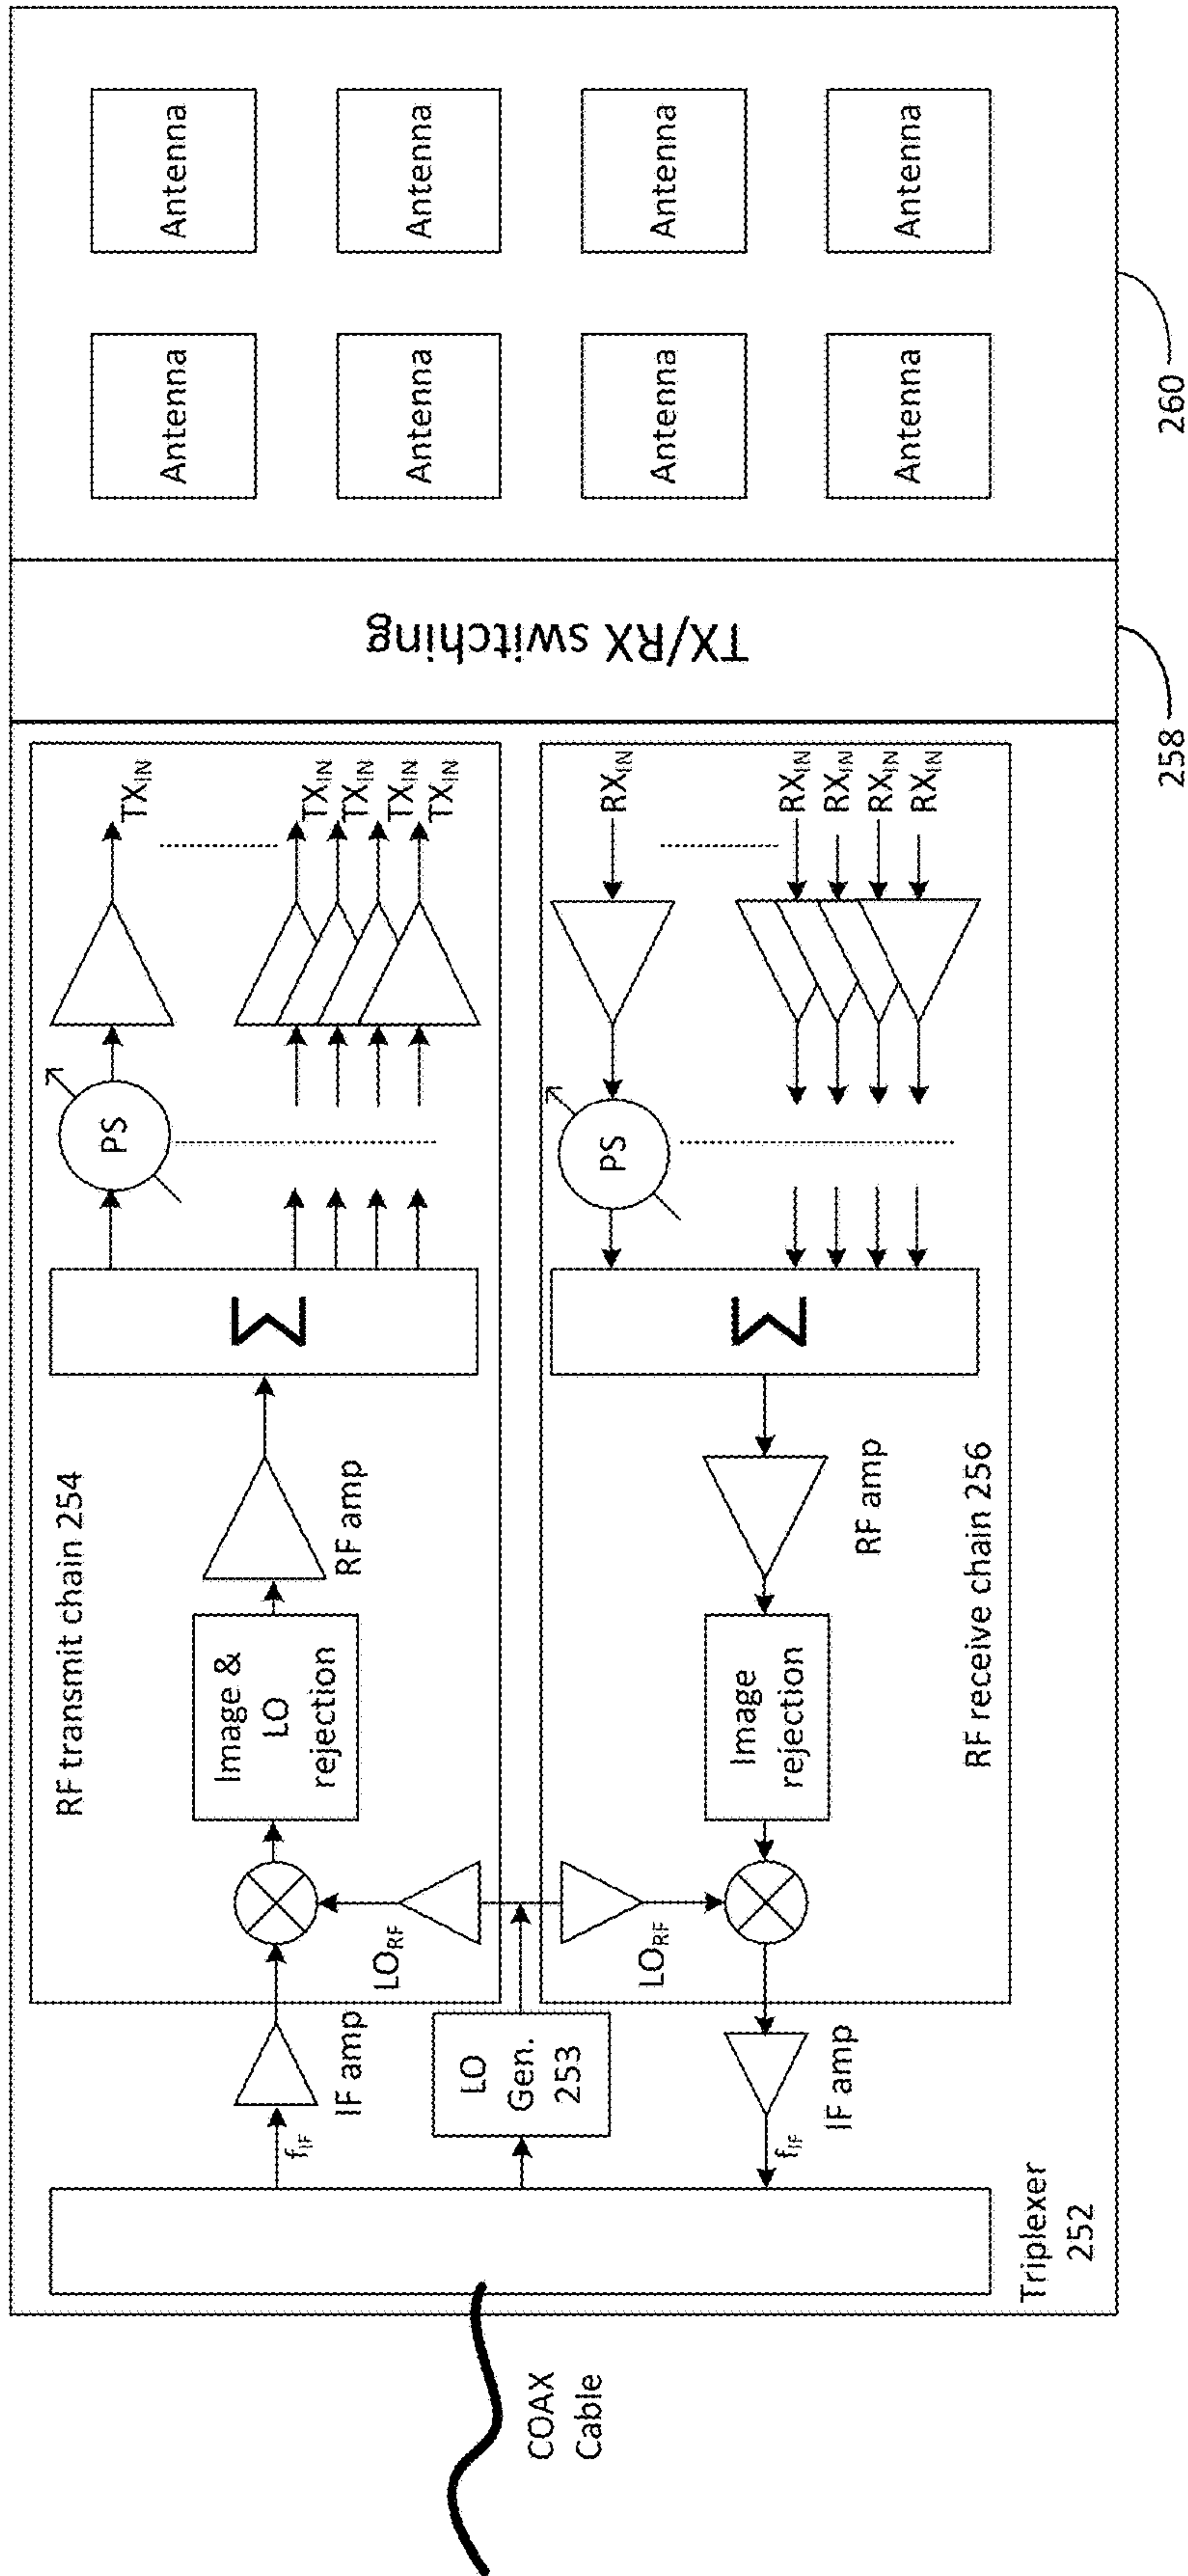 COAX
Cable
Triplexer
252
f_IF
IF amp
LO
Gen.
253
f_IF
IF amp
RF transmit chain 254
LO_RF
Image &
LO
rejection
RF amp
Σ
PS
TX_IN
TX_IN
TX_IN
TX_IN
TX_IN
LO_RF
Image
rejection
RF amp
RF receive chain 256
Σ
PS
RX_IN
RX_IN
RX_IN
RX_IN
RX_IN
TX/RX switching
258
Antenna
Antenna
Antenna
Antenna
Antenna
Antenna
Antenna
Antenna
260